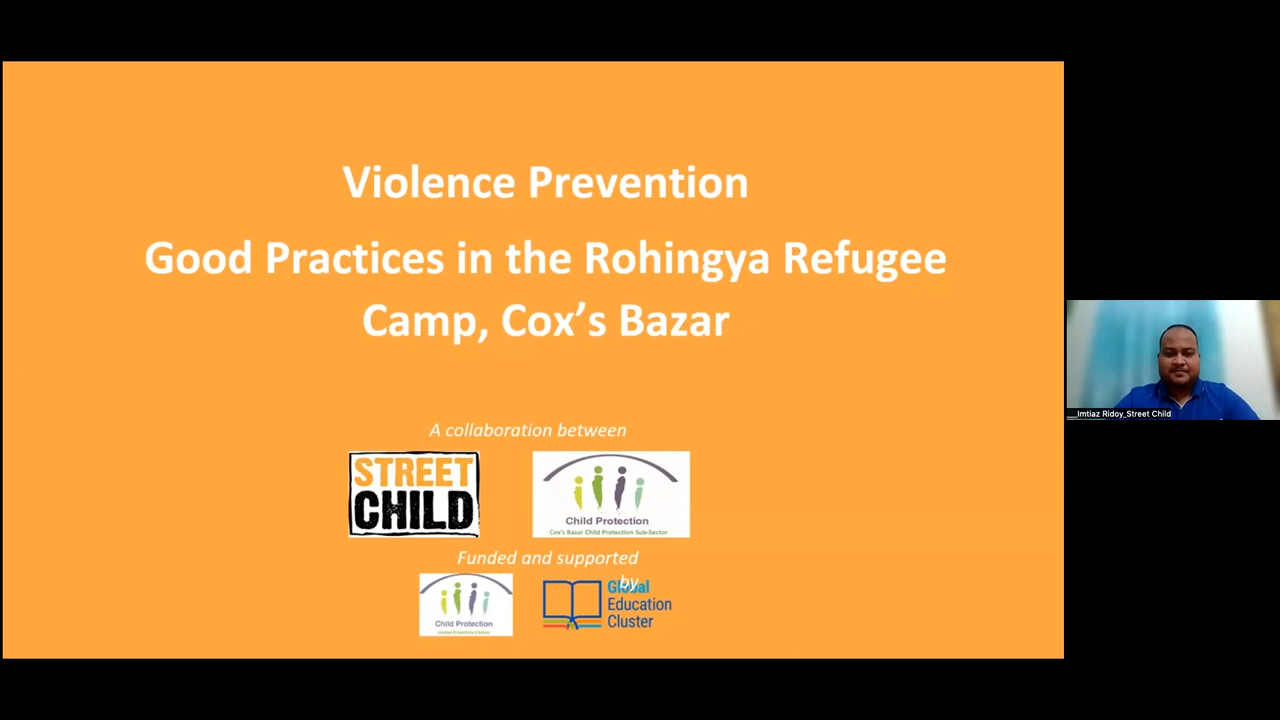 Violence Prevention
Good Practices in the Rohingya Refugee
Camp, Cox’s Bazar
A collaboration between
STREET
CHILD
Child Protection
Cox's Bazar Child Protection Sub-Sector
Funded and supported
by
Child Protection
Global
Education
Cluster
Imtiaz Ridoy_Street Child